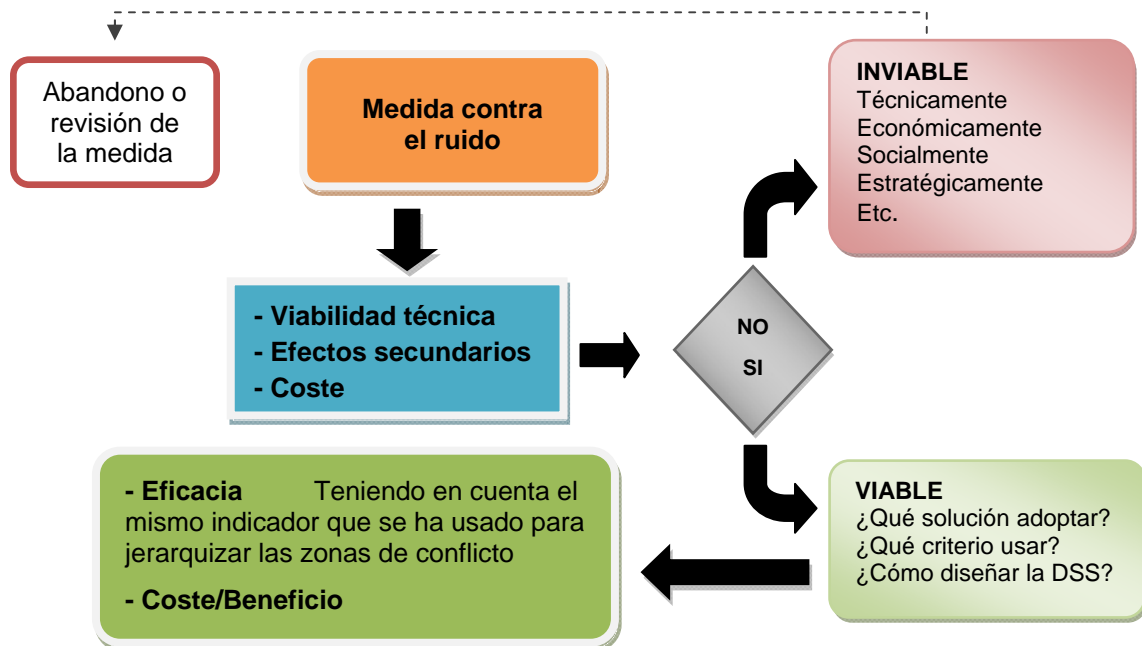 Abandono o
revisión de
la medida
Medida contra
el ruido
INVIABLE
Técnicamente
Económicamente
Socialmente
Estratégicamente
Etc.
- Viabilidad técnica
- Efectos secundarios
- Coste
NO
SI
- Eficacia Teniendo en cuenta el
mismo indicador que se ha usado para
jerarquizar las zonas de conflicto
- Coste/Beneficio
VIABLE
¿Qué solución adoptar?
¿Qué criterio usar?
¿Cómo diseñar la DSS?